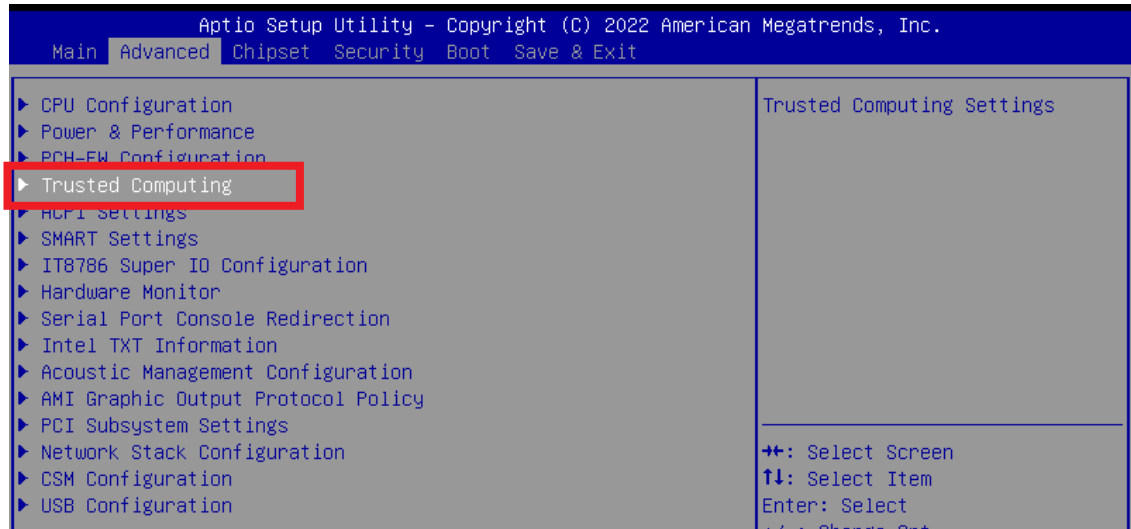 Aptio Setup Utility – Copyright (C) 2022 American Megatrends, Inc.
Main Advanced Chipset Security Boot Save & Exit
CPU Configuration
Power & Performance
PCH-FW Configuration
Trusted Computing
ACPI Settings
SMART Settings
IT8786 Super IO Configuration
Hardware Monitor
Serial Port Console Redirection
Intel TXT Information
Acoustic Management Configuration
AMI Graphic Output Protocol Policy
PCI Subsystem Settings
Network Stack Configuration
CSM Configuration
USB Configuration
Trusted Computing Settings
→←: Select Screen
↑↓: Select Item
Enter: Select